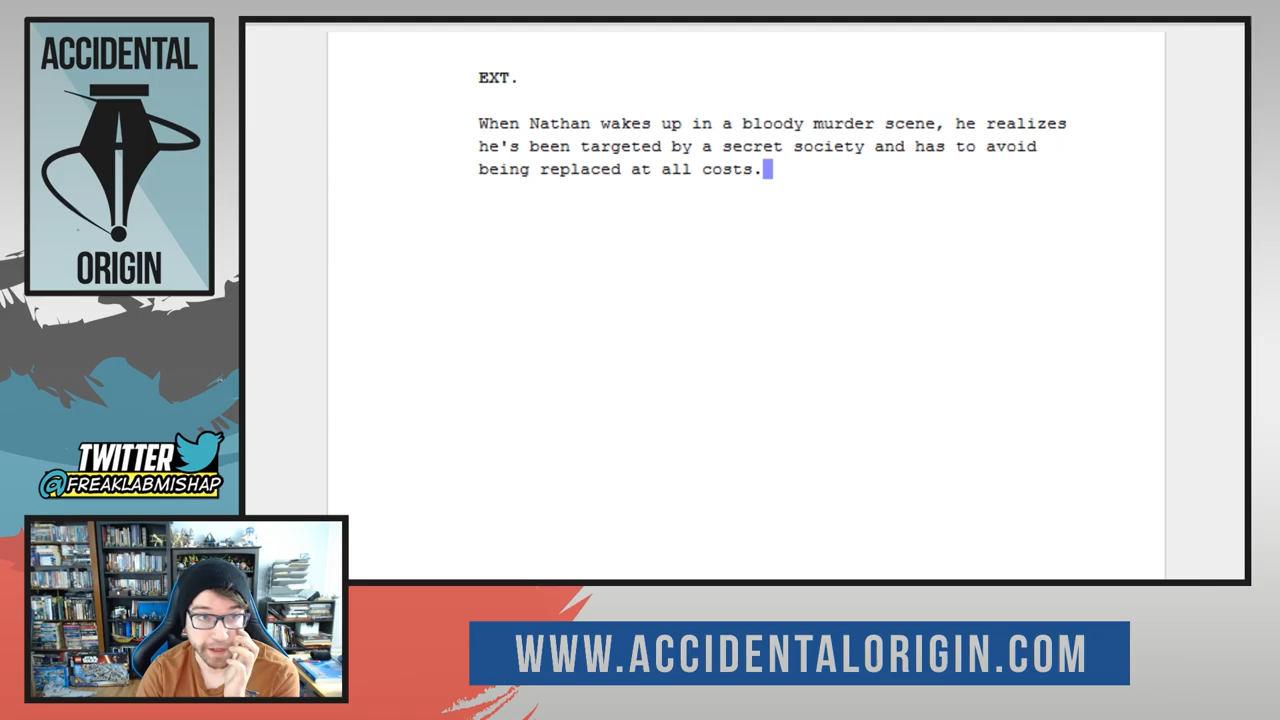 ACCIDENTAL
ORIGIN
EXT.
When Nathan wakes up in a bloody murder scene, he realizes
he's been targeted by a secret society and has to avoid
being replaced at all costs.
TWITTER
@FREAKLABMISHAP
WWW.ACCIDENTALORIGIN.COM